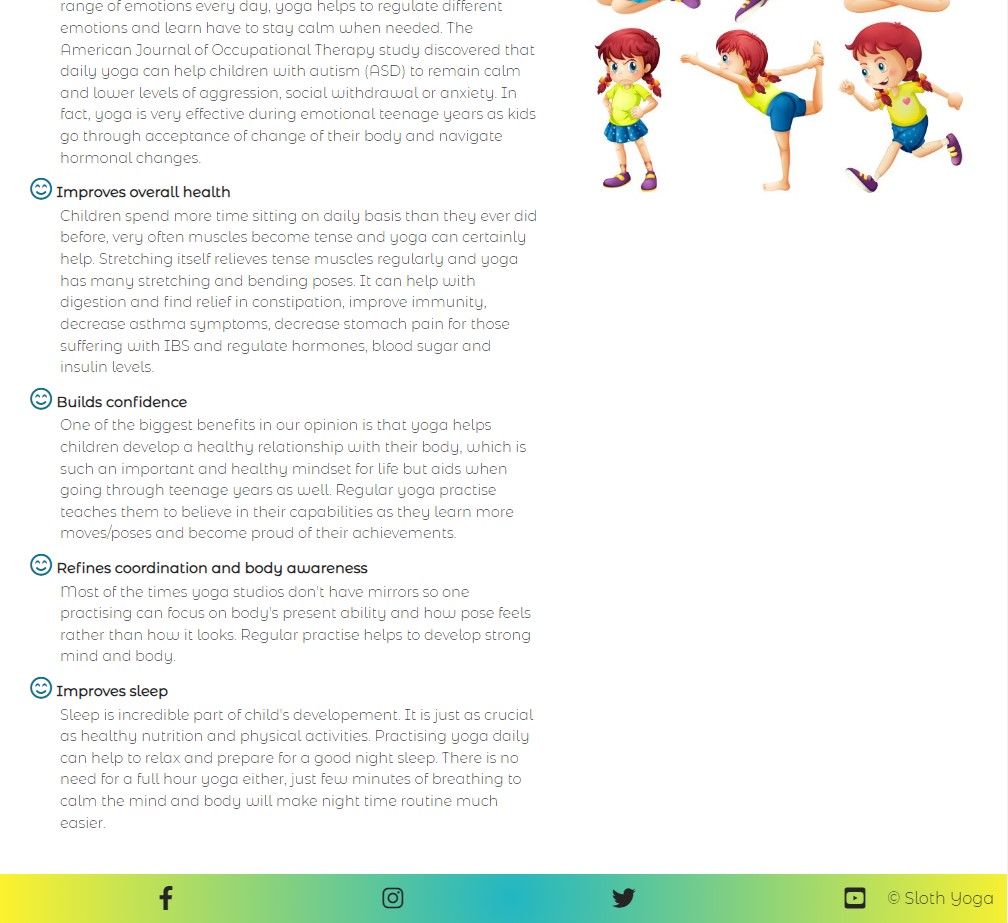 range of emotions every day, yoga helps to regulate different
emotions and learn have to stay calm when needed. The
American Journal of Occupational Therapy study discovered that
daily yoga can help children with autism (ASD) to remain calm
and lower levels of aggression, social withdrawal or anxiety. In
fact, yoga is very effective during emotional teenage years as kids
go through acceptance of change of their body and navigate
hormonal changes.
Improves overall health
Children spend more time sitting on daily basis than they ever did
before, very often muscles become tense and yoga can certainly
help. Stretching itself relieves tense muscles regularly and yoga
has many stretching and bending poses. It can help with
digestion and find relief in constipation, improve immunity,
decrease asthma symptoms, decrease stomach pain for those
suffering with IBS and regulate hormones, blood sugar and
insulin levels.
Builds confidence
One of the biggest benefits in our opinion is that yoga helps
children develop a healthy relationship with their body, which is
such an important and healthy mindset for life but aids when
going through teenage years as well. Regular yoga practise
teaches them to believe in their capabilities as they learn more
moves/poses and become proud of their achievements.
Refines coordination and body awareness
Most of the times yoga studios don't have mirrors so one
practising can focus on body's present ability and how pose feels
rather than how it looks. Regular practise helps to develop strong
mind and body.
Improves sleep
Sleep is incredible part of child's developement. It is just as crucial
as healthy nutrition and physical activities. Practising yoga daily
can help to relax and prepare for a good night sleep. There is no
need for a full hour yoga either, just few minutes of breathing to
calm the mind and body will make night time routine much
easier.
© Sloth Yoga